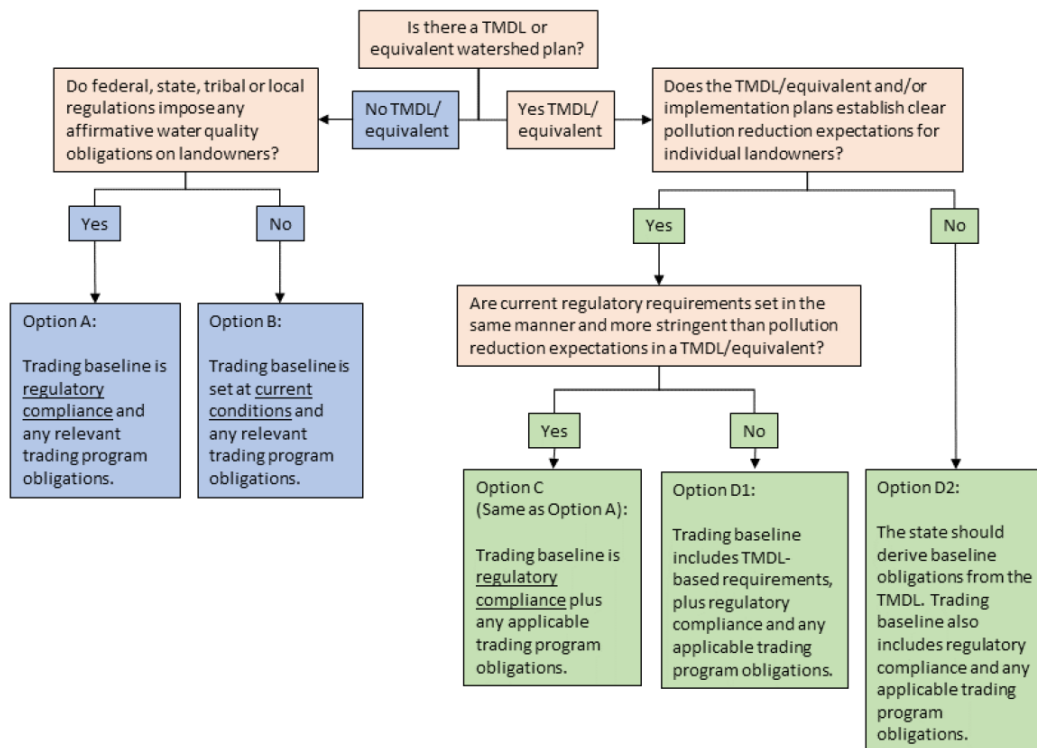 Is there a TMDL or
equivalent watershed plan?
Do federal, state, tribal or local
regulations impose any
affirmative water quality
obligations on landowners?
No TMDL/
equivalent
Yes TMDL/
equivalent
Does the TMDL/equivalent and/or
implementation plans establish clear
pollution reduction expectations for
individual landowners?
Yes
No
Yes
No
Option A:
Trading baseline is
regulatory
compliance and
any relevant
trading program
obligations.
Option B:
Trading baseline is
set at current
conditions and
any relevant
trading program
obligations.
Are current regulatory requirements set in the
same manner and more stringent than pollution
reduction expectations in a TMDL/equivalent?
Yes
No
Option C
(Same as Option A):
Trading baseline is
regulatory
compliance plus
any applicable
trading program
obligations.
Option D1:
Trading baseline
includes TMDL-
based requirements,
plus regulatory
compliance and any
applicable trading
program obligations.
Option D2:
The state should
derive baseline
obligations from the
TMDL. Trading
baseline also
includes regulatory
compliance and any
applicable trading
program
obligations.